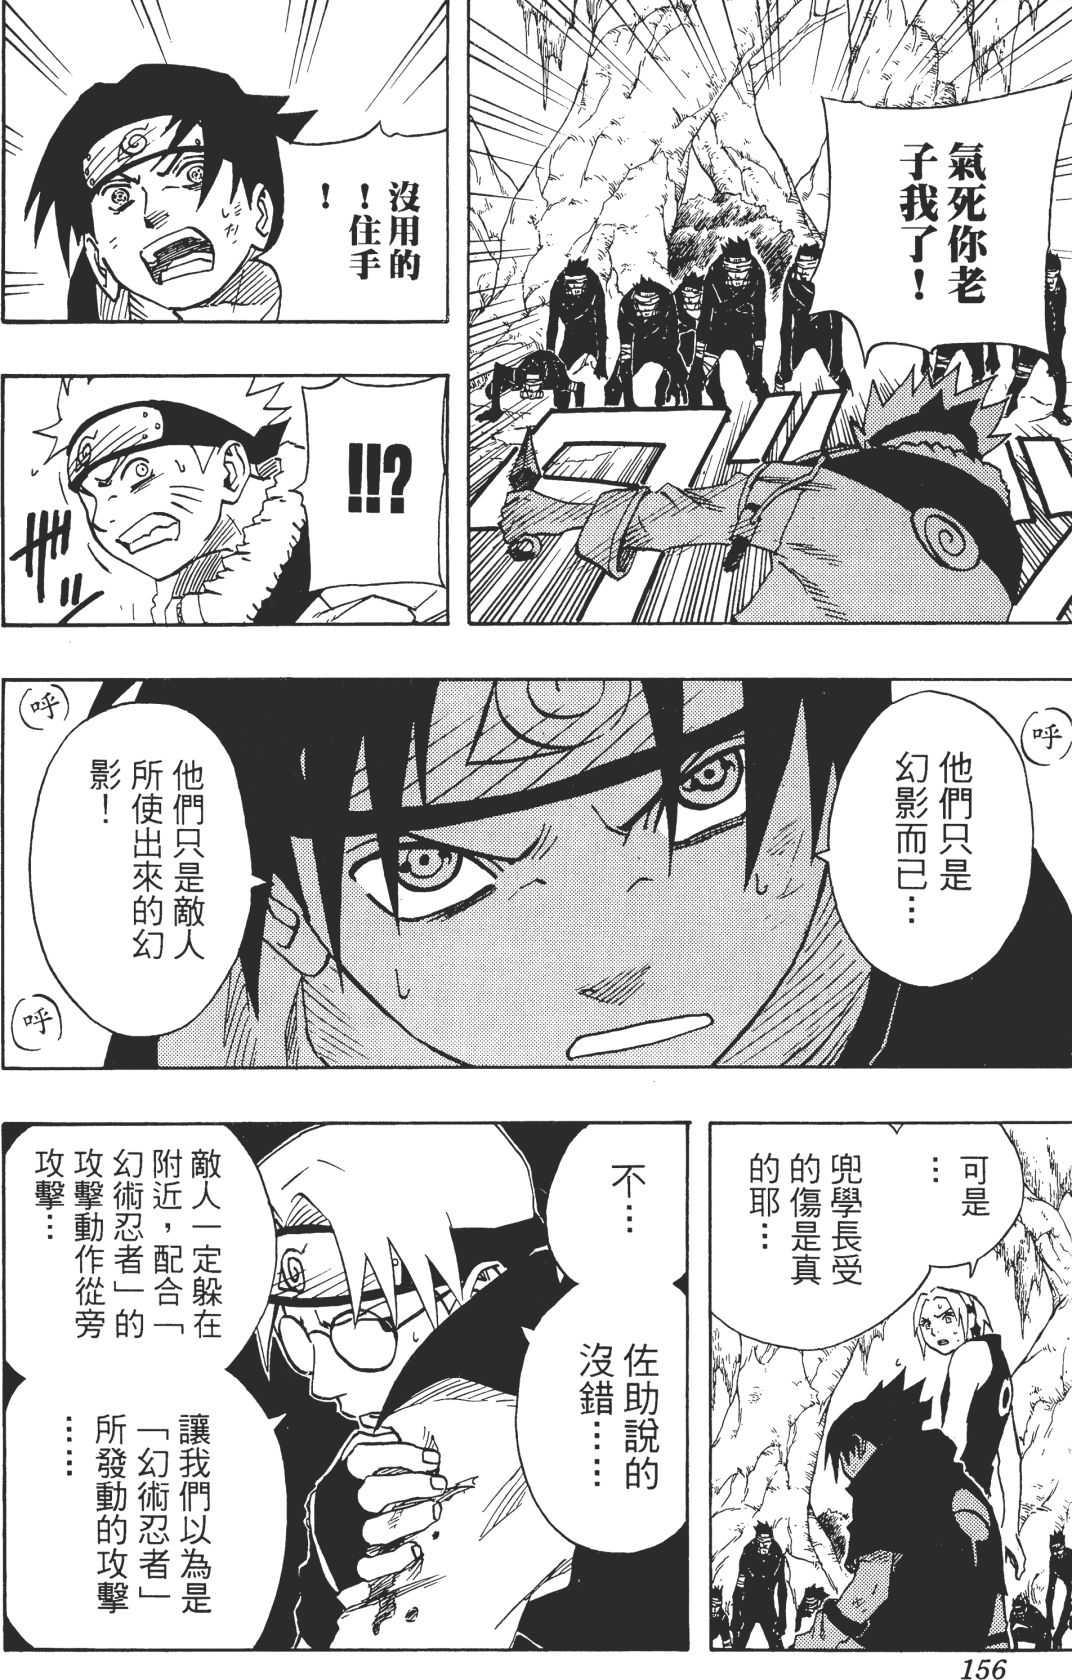 氣死你老
子我了！
沒用的
！住手
！
!!?
呼
他們只是
幻影而已…
他們只是敵人
所使出來的幻
影！
呼
呼
可是
…
兜學長受
的傷是真
的耶…
不…
佐助說的
沒錯……
敵人一定躲在
附近，配合「
幻術忍者」的
攻擊動作從旁
攻擊…
讓我們以為是
「幻術忍者」
所發動的攻擊
……
156